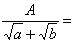 A/(√a + √b) =